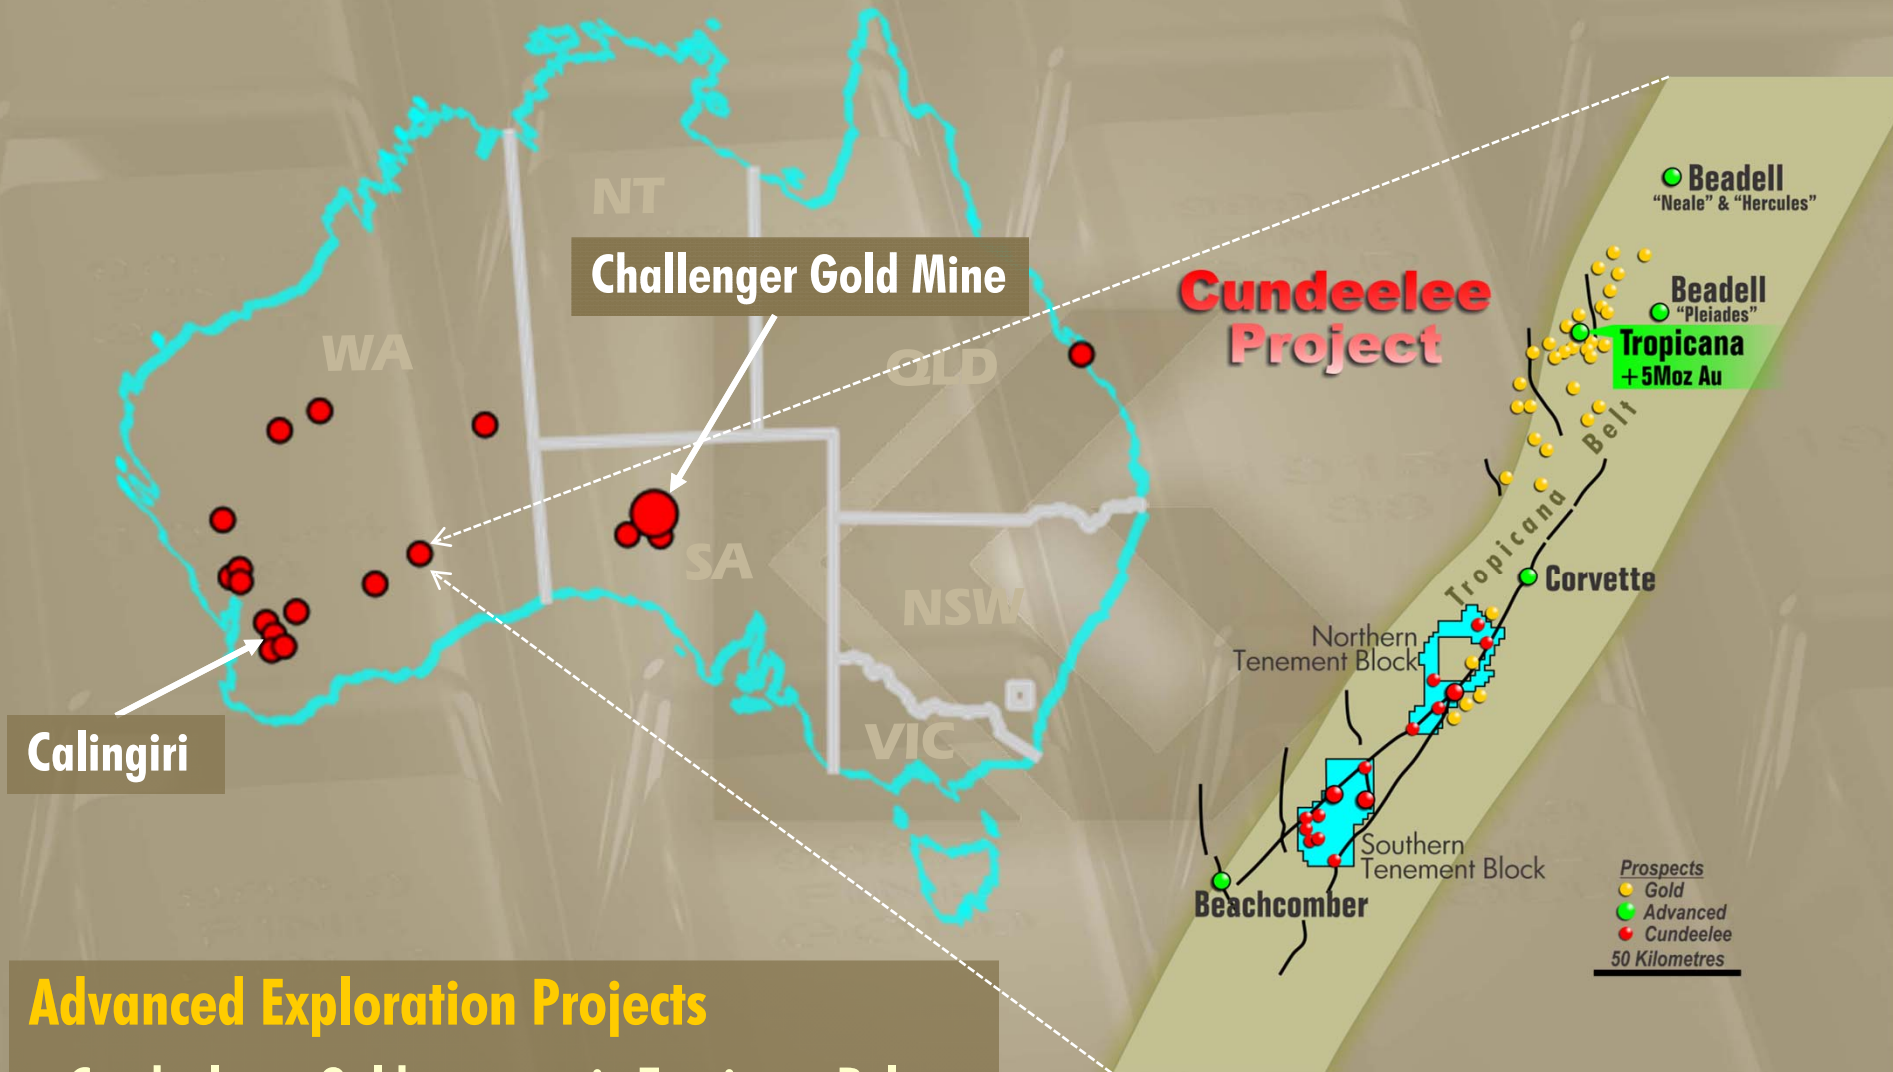 NT
WA
QLD
SA
NSW
VIC
Challenger Gold Mine
Calingiri
Cundeelee
Project
Beadell
“Neale” & “Hercules”
Beadell
“Pleiades”
Tropicana
+5Moz Au
Tropicana Belt
Corvette
Northern
Tenement Block
Southern
Tenement Block
Beachcomber
Prospects
Gold
Advanced
Cundeelee
50 Kilometres
Advanced Exploration Projects